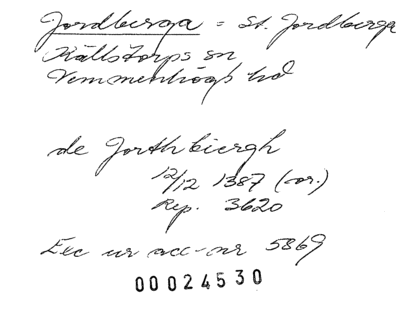 Jordberga = St. Jordberga
Källstorps sn
Vemmenhögs hd
de Jorthbiergh
12/12 1387 (or.)
Rep. 3620
Exc ur acc-nr 5869
00024530